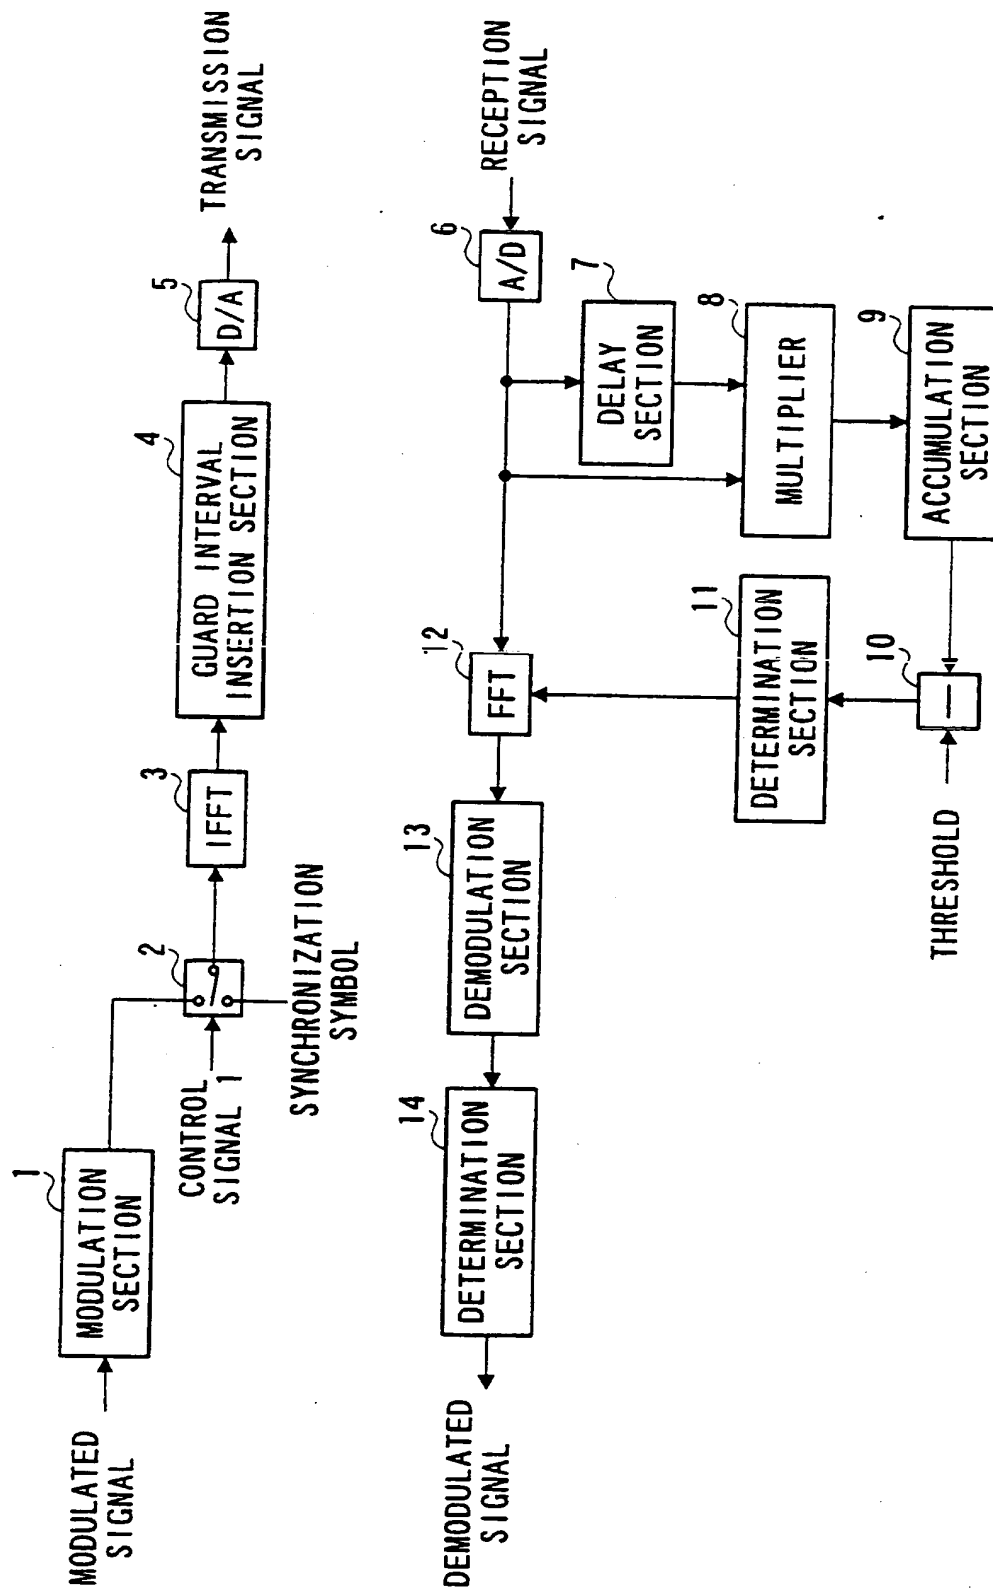 MODULATED
SIGNAL
1
MODULATION
SECTION
CONTROL
SIGNAL 1
2
SYNCHRONIZATION
SYMBOL
3
IFFT
4
GUARD INTERVAL
INSERTION SECTION
5
D/A
TRANSMISSION
SIGNAL
DEMODULATED
SIGNAL
14
DETERMINATION
SECTION
13
DEMODULATION
SECTION
12
FFT
6
A/D
RECEPTION
SIGNAL
7
DELAY
SECTION
11
DETERMINATION
SECTION
8
MULTIPLIER
THRESHOLD
10
—
9
ACCUMULATION
SECTION